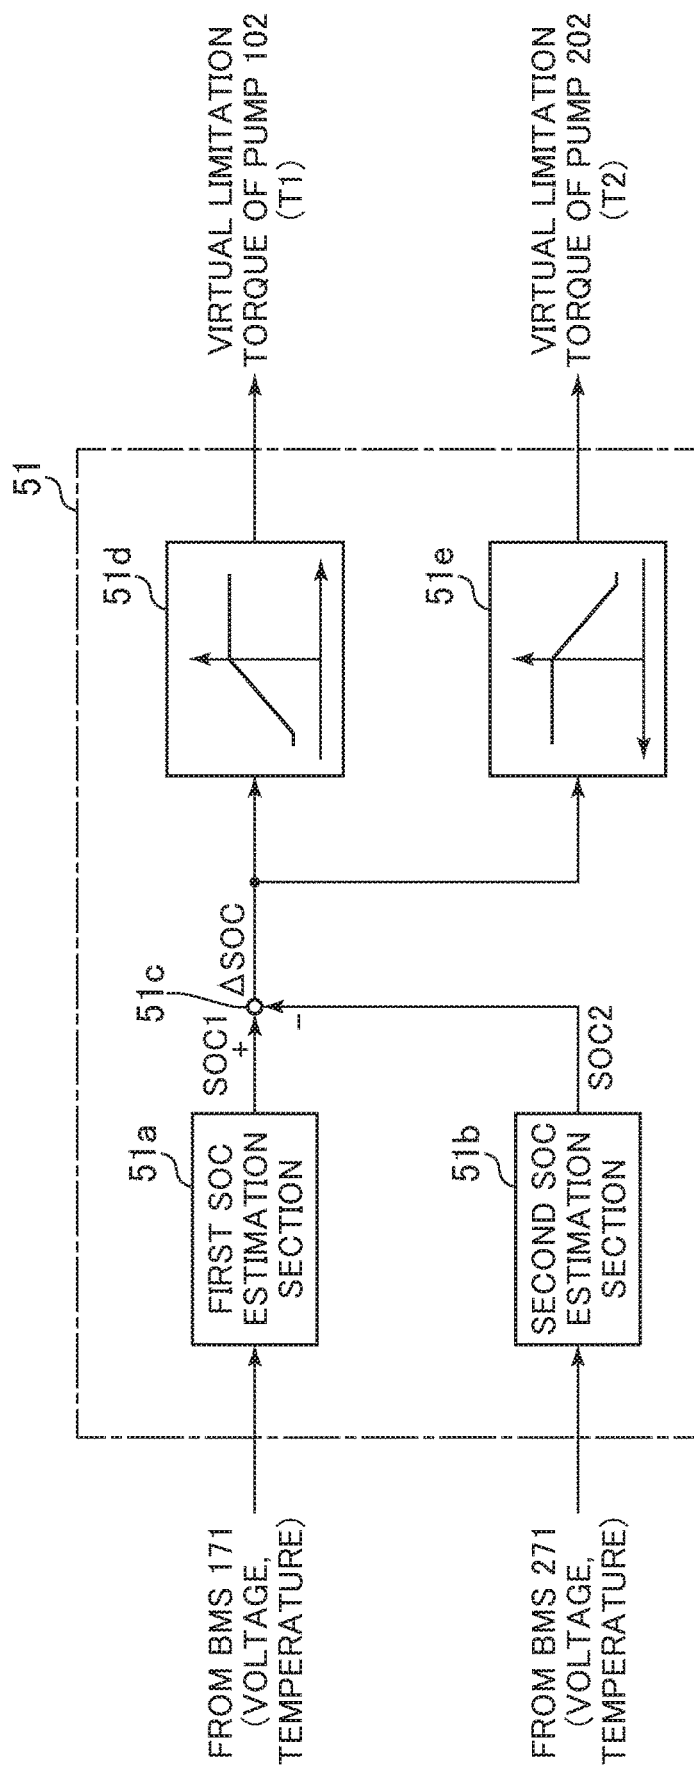 51
FROM BMS 171
(VOLTAGE,
TEMPERATURE)
51a
FIRST SOC
ESTIMATION
SECTION
SOC1
+
-
51c
ΔSOC
51d
VIRTUAL LIMITATION
TORQUE OF PUMP 102
(T1)
FROM BMS 271
(VOLTAGE,
TEMPERATURE)
51b
SECOND SOC
ESTIMATION
SECTION
SOC2
51e
VIRTUAL LIMITATION
TORQUE OF PUMP 202
(T2)